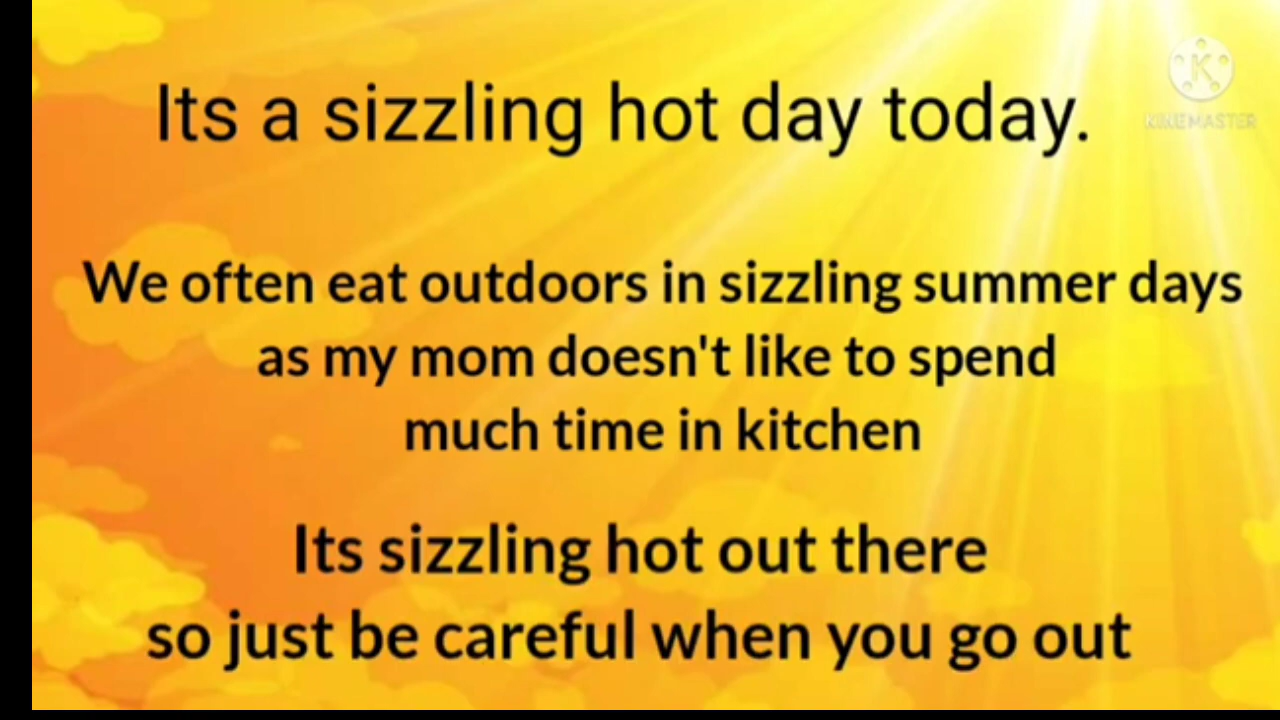 Its a sizzling hot day today.
KINEMASTER
We often eat outdoors in sizzling summer days
as my mom doesn't like to spend
much time in kitchen
Its sizzling hot out there
so just be careful when you go out